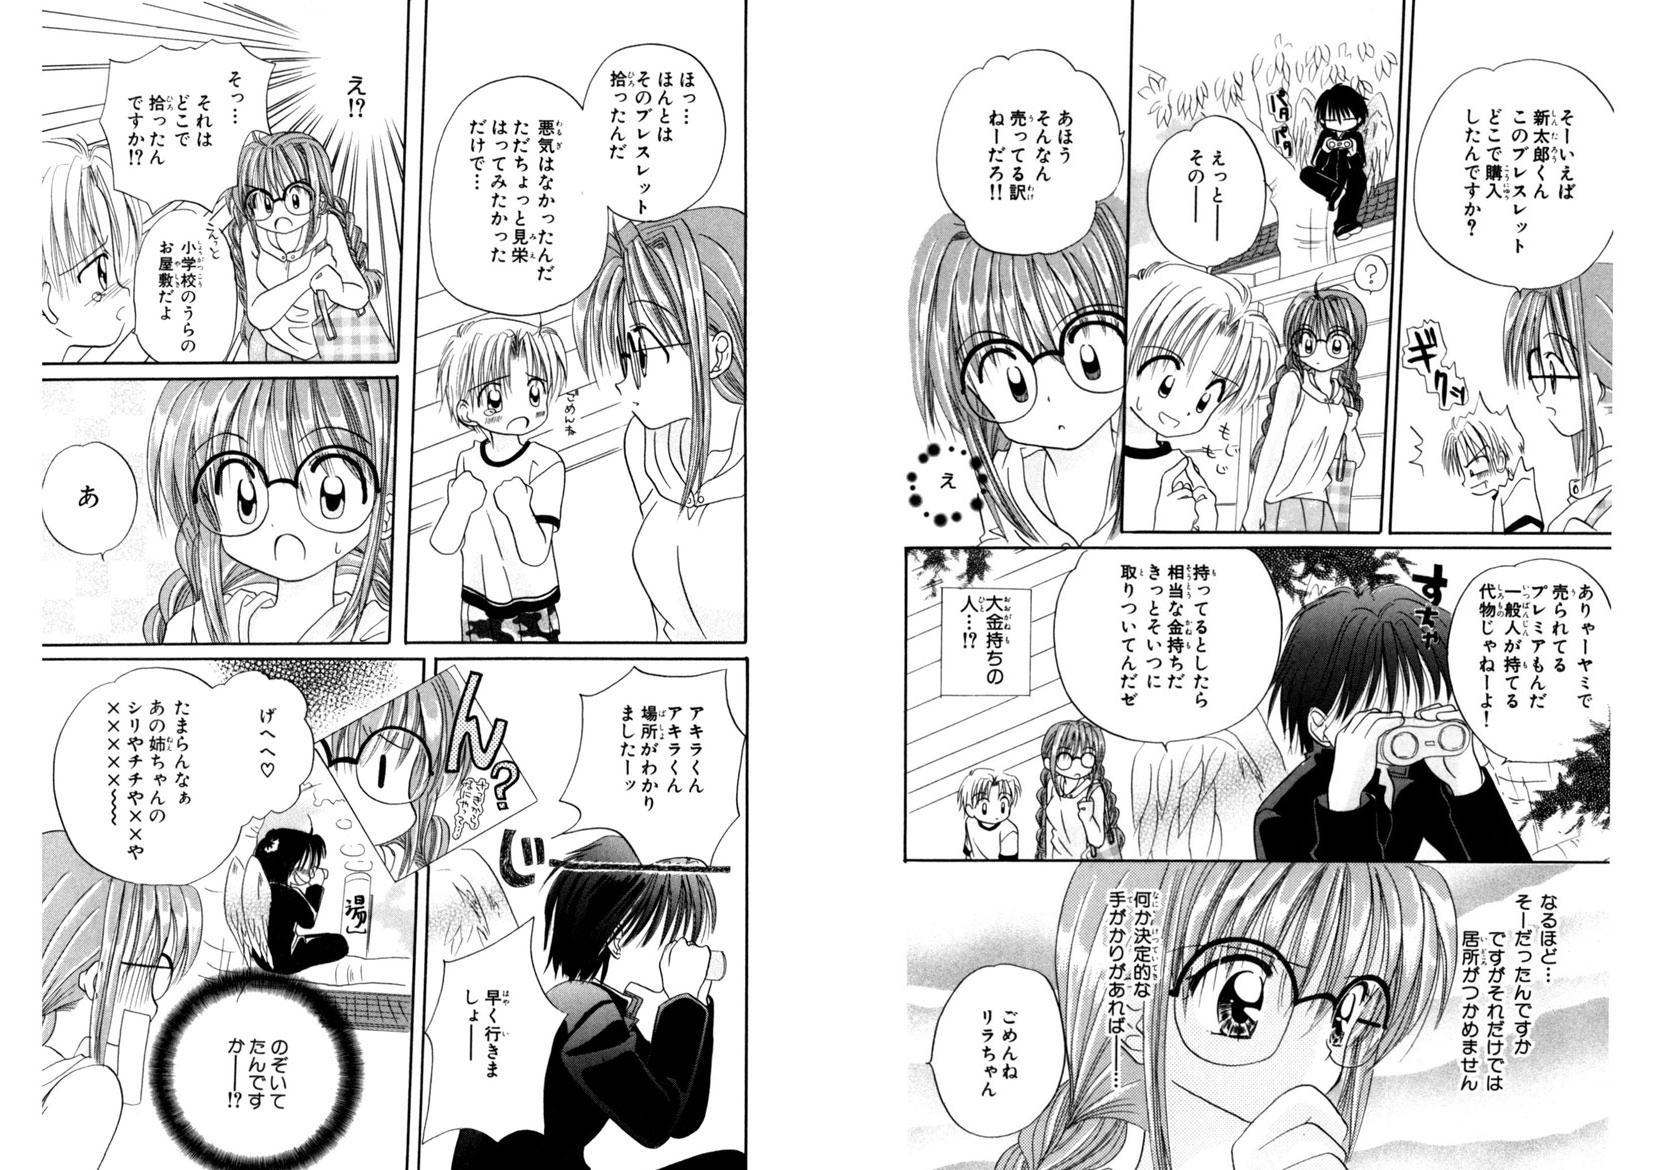 そーいえば
新太郎くん
このブレスレット
どこで購入
したんですか?
ギクッ
パタ
パタ
えっと――
その――
?
もじ
もじ
あほう
そんなん
売ってる訳
ねーだろ!!
え
ありゃーヤミで
売られてる
プレミアもんだ
一般人が持てる
代物じゃねーよ!
すちゃ
持ってるとしたら
相当な金持ちだ
きっとそいつに
取りついてんだぜ
大金持ちの
人…!?
なるほど…
そーだったんですか
ですがそれだけでは
居所がつかめません
何か決定的な
手がかりがあれば――…
ごめんね
リラちゃん
ほっ…
ほんとは
そのブレスレット
拾ったんだ
悪気はなかったんだ
ただちょっと見栄
はってみたかった
だけで…
ごめんね
え!?
そっ…
それは
どこで
拾ったん
ですか!?
えっと
小学校のうらの
お屋敷だよ
あ
アキラくん
アキラくん
場所がわかり
ましたーッ
じ
早く行きま
しょ――
ん?
げへへ♡
たまらんなぁ
あの姉ちゃんの
シリやチチや××や
×××××
湯
のぞいて
たんです
か――!?